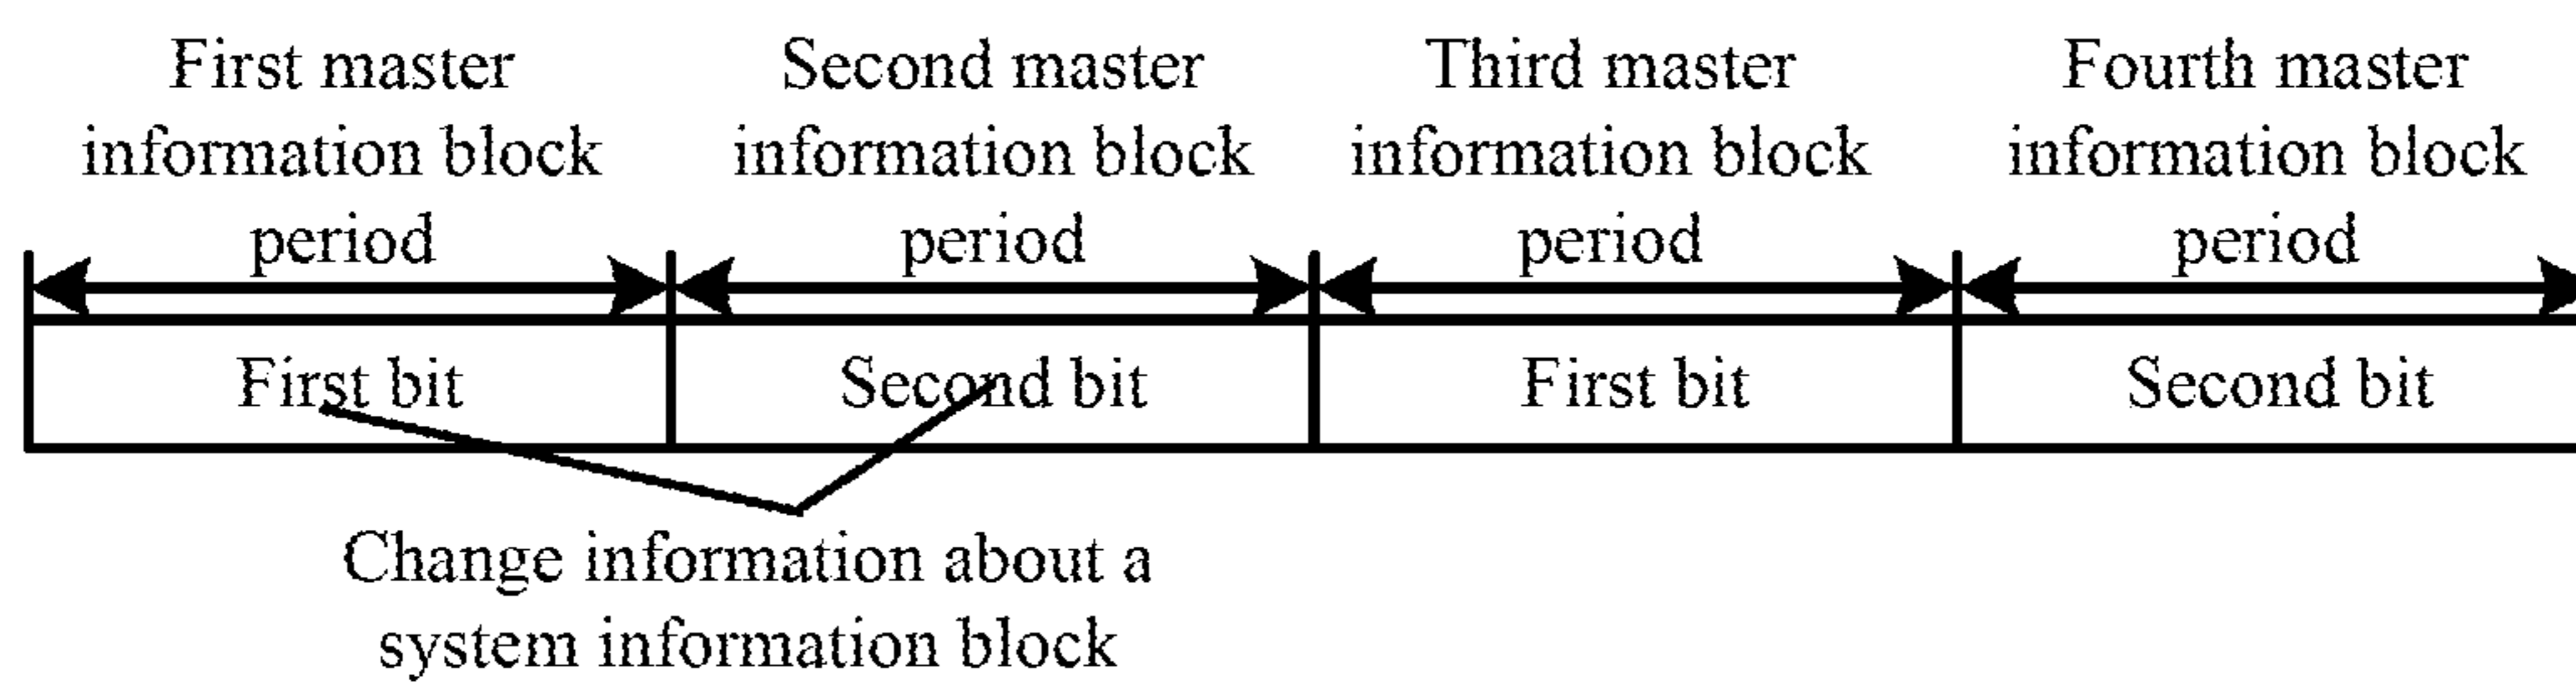 First master
information block
period
Second master
information block
period
Third master
information block
period
Fourth master
information block
period
First bit
Second bit
First bit
Second bit
Change information about a
system information block